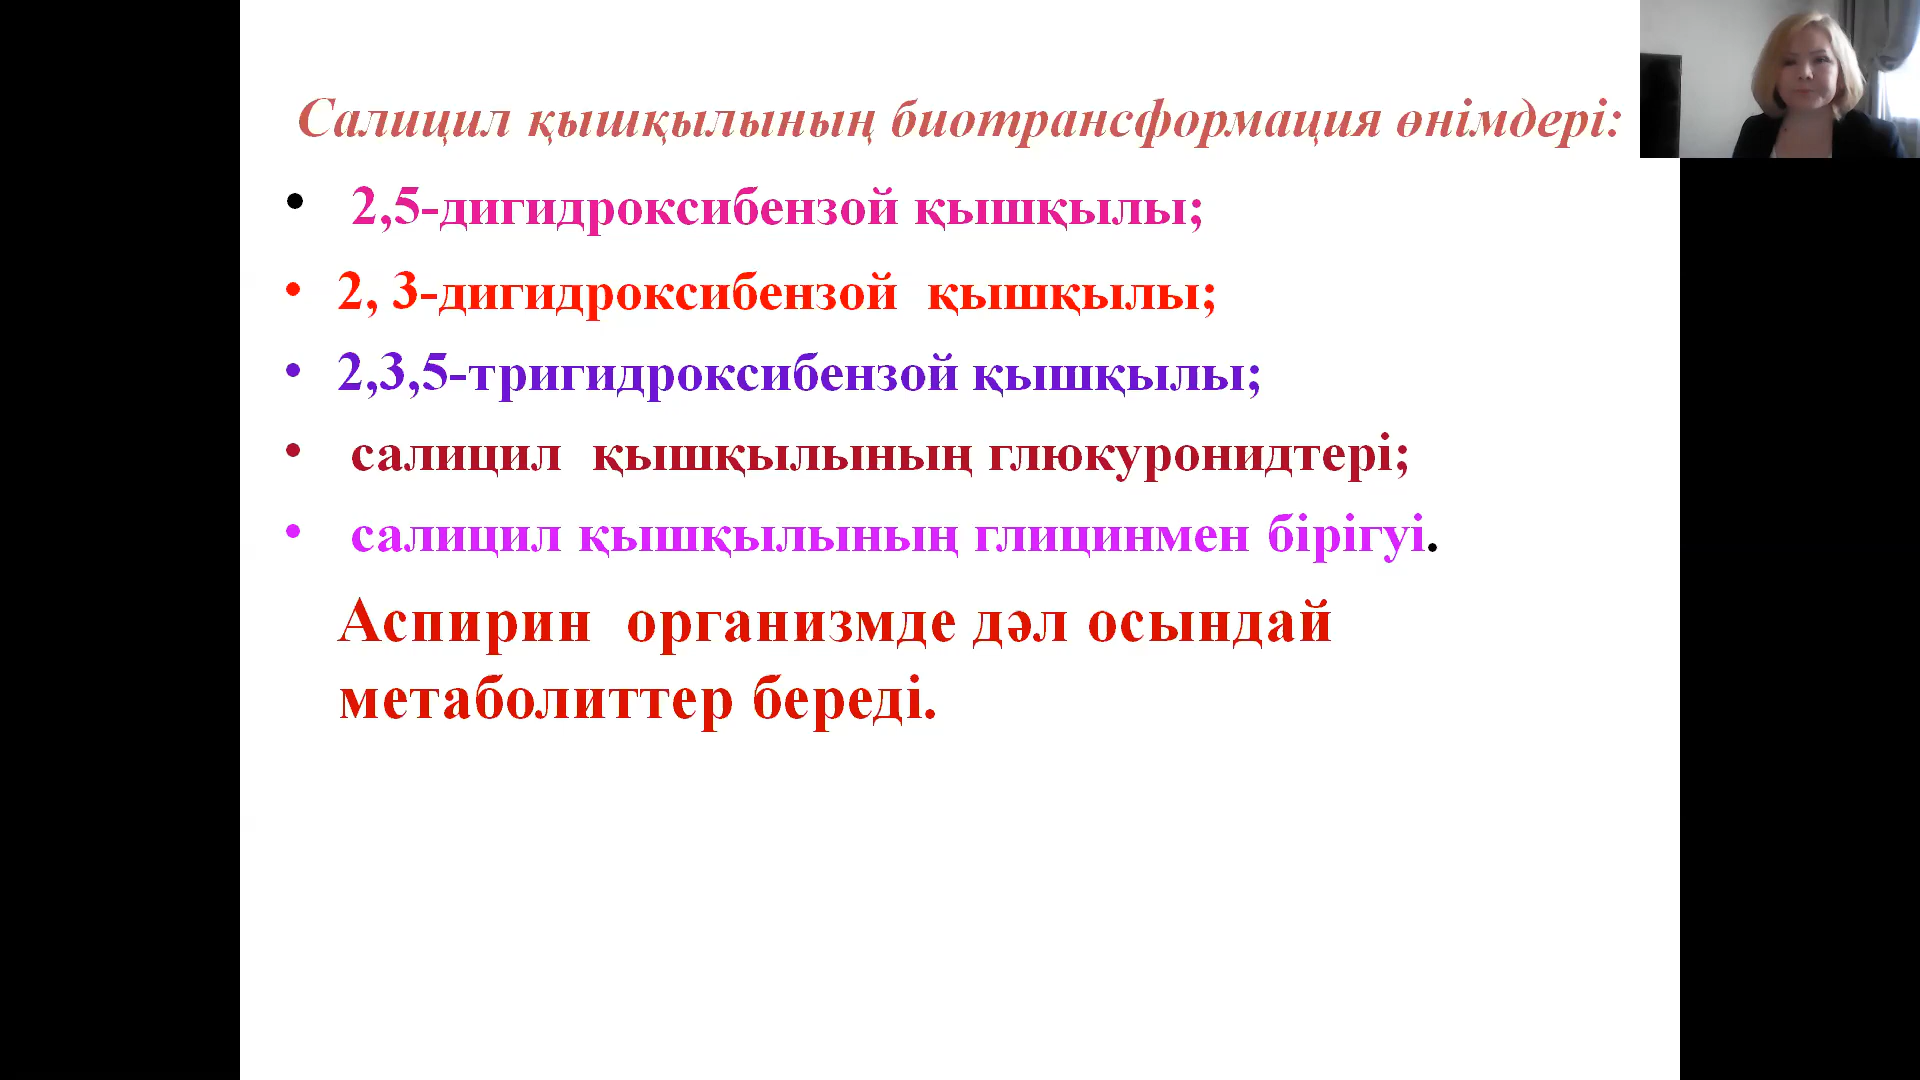 Салицил қышқылының биотрансформация өнімдері:
• 2,5-дигидроксибензой қышқылы;
• 2, 3-дигидроксибензой қышқылы;
• 2,3,5-тригидроксибензой қышқылы;
• салицил қышқылының глюкуронидтері;
• салицил қышқылының глицинмен бірігуі.
Аспирин организмде дәл осындай
метаболиттер береді.